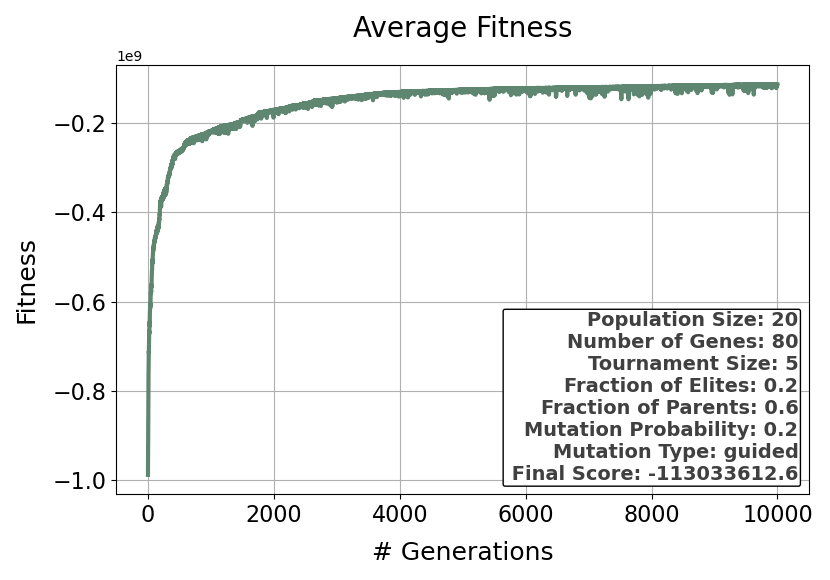 Average Fitness
1e9
−0.2
−0.4
−0.6
−0.8
−1.0
Fitness
Population Size: 20
Number of Genes: 80
Tournament Size: 5
Fraction of Elites: 0.2
Fraction of Parents: 0.6
Mutation Probability: 0.2
Mutation Type: guided
Final Score: -113033612.6
0 2000 4000 6000 8000 10000
# Generations